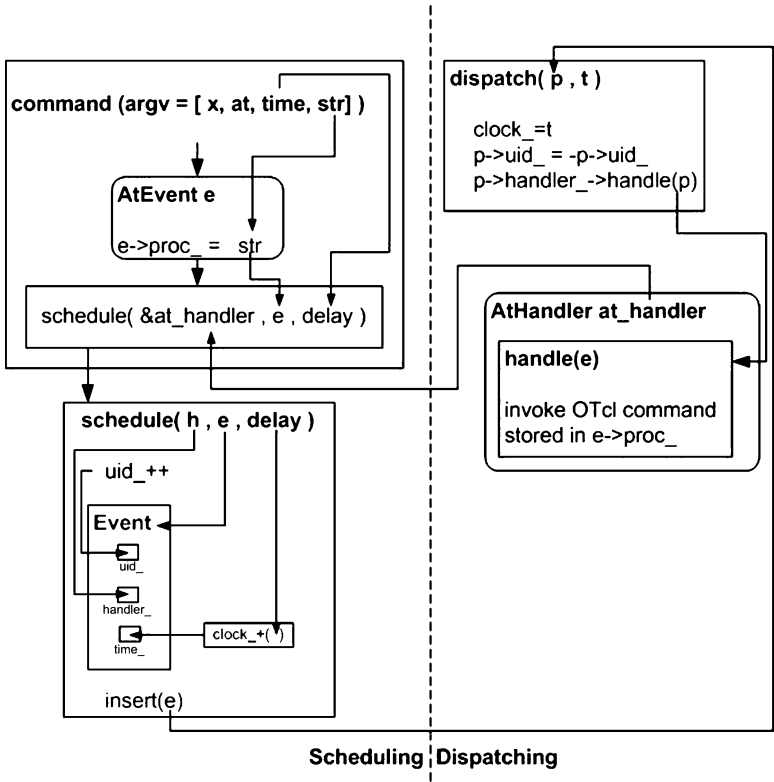 command (argv = [ x, at, time, str] )
AtEvent e
e->proc_ = str
schedule( &at_handler , e , delay )
schedule( h , e , delay )
uid_++
Event
uid_
handler_
time_
clock_+( )
insert(e)
dispatch( p , t )
clock_=t
p->uid_ = -p->uid_
p->handler_->handle(p)
AtHandler at_handler
handle(e)
invoke OTcl command
stored in e->proc_
Scheduling
Dispatching